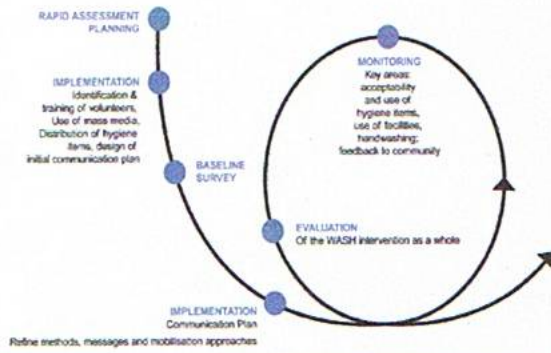 RAPID ASSESSMENT
PLANNING
IMPLEMENTATION
Identification &
training of volunteers,
Use of mass media,
Distribution of hygiene
items, design of
initial communication plan
BASELINE
SURVEY
MONITORING
Key areas:
acceptability
and use of
hygiene items,
use of facilities,
handwashing;
feedback to community
EVALUATION
Of the WASH intervention as a whole
IMPLEMENTATION
Communication Plan
Refine methods, messages and mobilisation approaches